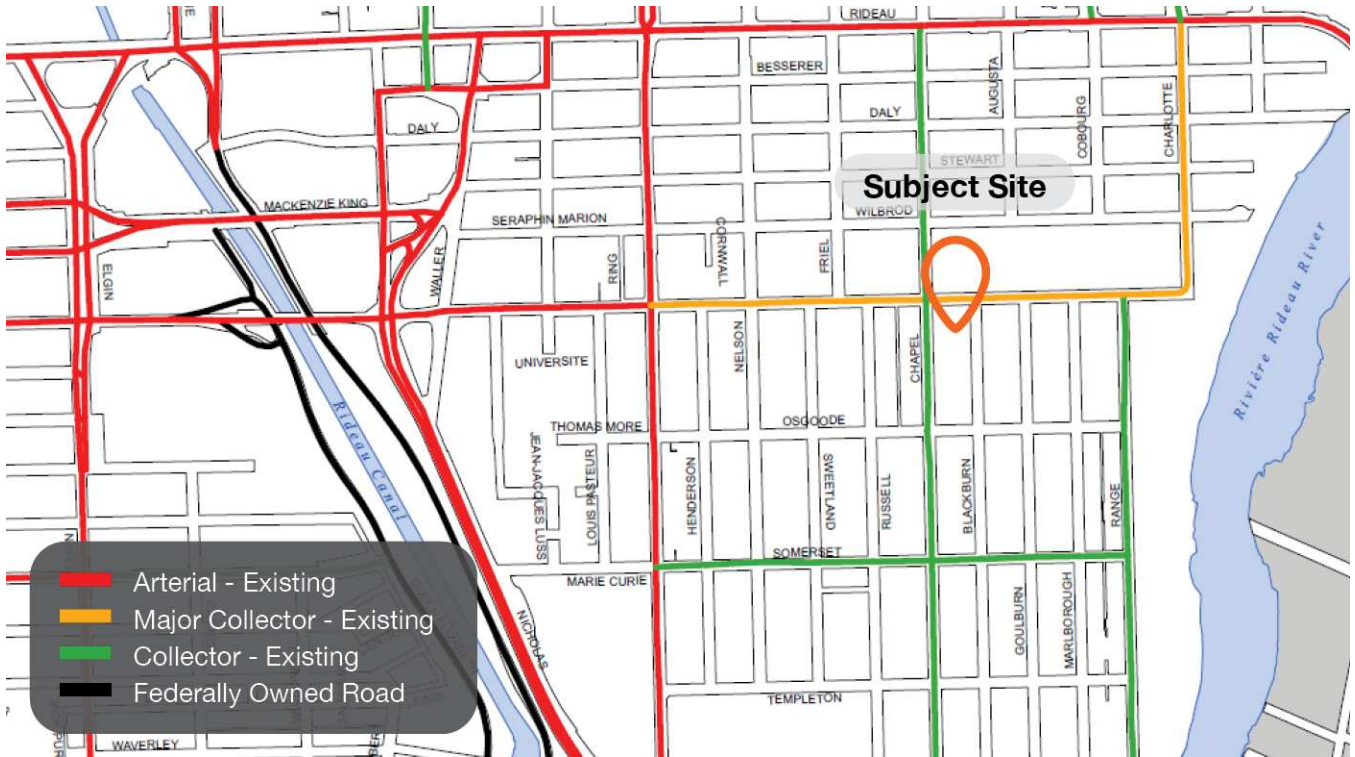 RIDEAU
BESSERER
AUGUSTA
CHARLOTTE
DALY
COBOURG
DALY
STEWART
Subject Site
MACKENZIE KING
WILBROD
SERAPHIN MARION
CORNWALL
FRIEL
RING
WALLER
ELGIN
Rivière Rideau River
NELSON
CHAPEL
UNIVERSITE
Rideau Canal
THOMAS MORE
OSGOODE
JEAN-JACQUES LUSS
LOUIS PASTEUR
HENDERSON
SWEETLAND
RUSSELL
BLACKBURN
RANGE
SOMERSET
MARIE CURIE
NICHOLAS
GOULBURN
MARLBOROUGH
TEMPLETON
Arterial - Existing
Major Collector - Existing
Collector - Existing
Federally Owned Road
WAVERLEY